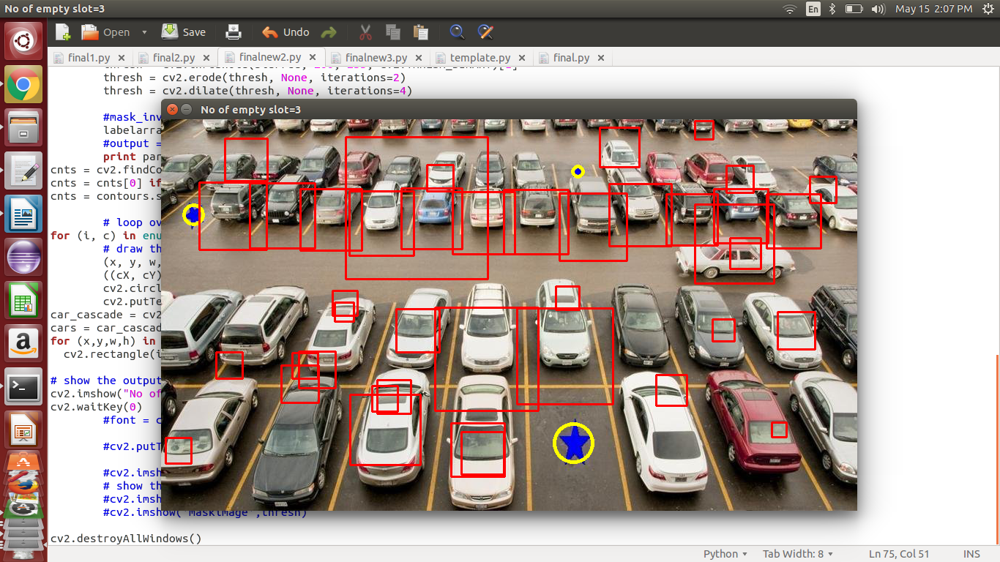 No of empty slot=3
En
May 15 2:07 PM
Open
Save
Undo
final1.py
final2.py
finalnew2.py
finalnew3.py
template.py
final.py
thresh = cv2.erode(thresh, None, iterations=2)
thresh = cv2.dilate(thresh, None, iterations=4)
No of empty slot=3
#mask_inv
labelarra
#output =
print par
cnts = cv2.findCo
cnts = cnts[0] if
cnts = contours.s
# loop ov
for (i, c) in enu
# draw th
(x, y, w,
((cX, cY)
cv2.circl
cv2.putTe
car_cascade = cv2
cars = car_cascad
for (x,y,w,h) in
cv2.rectangle(i
# show the output
cv2.imshow("No of
cv2.waitKey(0)
#font = c
#cv2.putT
#cv2.imsh
# show th
#cv2.imsh
#cv2.imshow("maskimage",thresh)
cv2.destroyAllWindows()
Python
Tab Width: 8
Ln 75, Col 51
INS